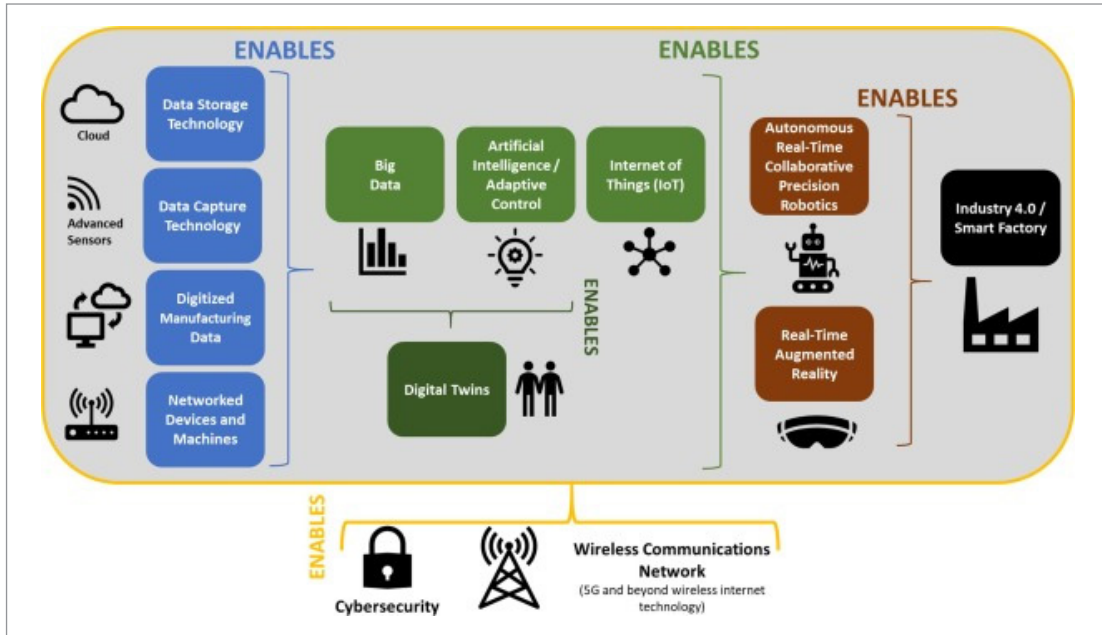 ENABLES
ENABLES
ENABLES
Cloud
Data Storage
Technology
Advanced
Sensors
Data Capture
Technology
Digitized
Manufacturing
Data
Networked
Devices and
Machines
Big
Data
Artificial
Intelligence /
Adaptive
Control
Internet of
Things (IoT)
ENABLES
Digital Twins
Autonomous
Real-Time
Collaborative
Precision
Robotics
Real-Time
Augmented
Reality
Industry 4.0 /
Smart Factory
ENABLES
Cybersecurity
Wireless Communications
Network
(5G and beyond wireless internet
technology)